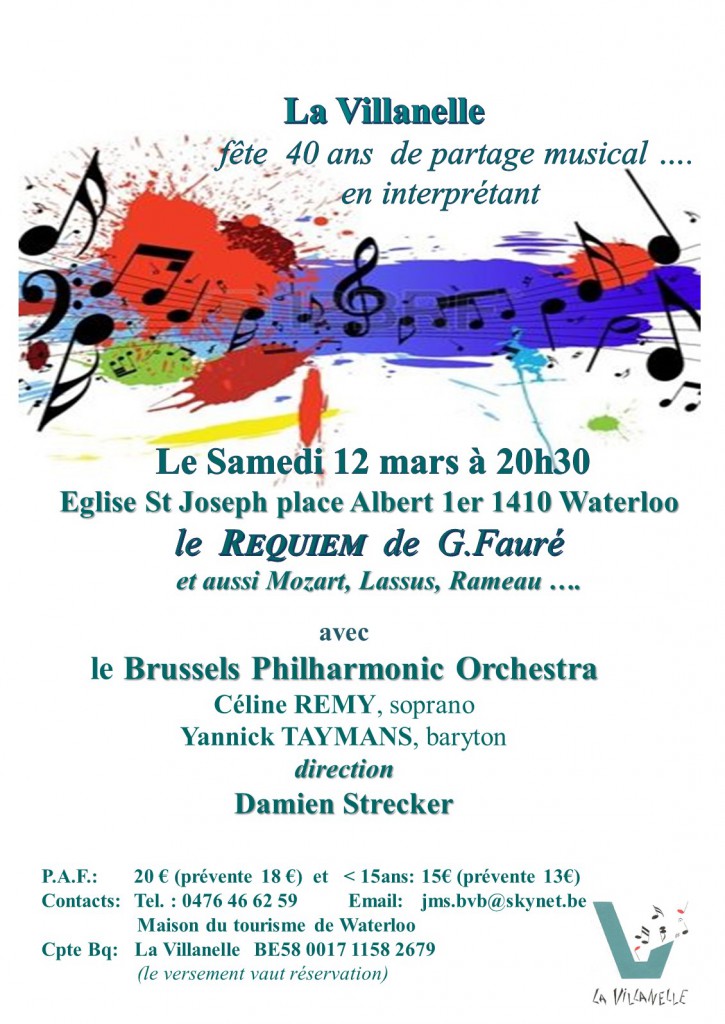 La Villanelle
fête 40 ans de partage musical ....
en interprétant
Le Samedi 12 mars à 20h30
Eglise St Joseph place Albert 1er 1410 Waterloo
le REQUIEM de G.Fauré
et aussi Mozart, Lassus, Rameau ....
avec
le Brussels Philharmonic Orchestra
Céline REMY, soprano
Yannick TAYMANS, baryton
direction
Damien Strecker
P.A.F.: 20 € (prévente 18 €) et < 15ans: 15€ (prévente 13€)
Contacts: Tel. : 0476 46 62 59 Email: jms.bvb@skynet.be
Maison du tourisme de Waterloo
Cpte Bq: La Villanelle BE58 0017 1158 2679
(le versement vaut réservation)
LA VILLANELLE